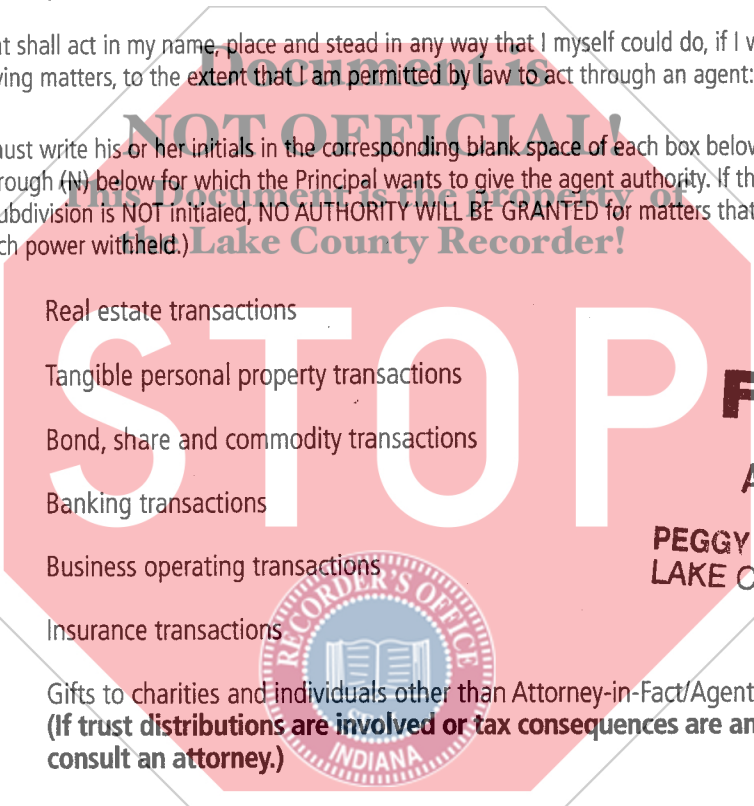 t shall act in my name, place and stead in any way that I myself could do, if I
ing matters, to the extent that I am permitted by law to act through an agent:
Document is
NOT OFFICIAL!
ust write his or her initials in the corresponding blank space of each box below
rough (N) below for which the Principal wants to give the agent authority. If th
This Document is the property of
ubdivision is NOT initialed, NO AUTHORITY WILL BE GRANTED for matters that
ch power withheld.)
the Lake County Recorder!
Real estate transactions
STOP
Tangible personal property transactions
Bond, share and commodity transactions
Banking transactions
PEGGY
Business operating transactions
LAKE
RECORDER'S OFFICE
Insurance transactions
Gifts to charities and individuals other than Attorney-in-Fact/Agent
(If trust distributions are involved or tax consequences are an
consult an attorney.)
INDIANA